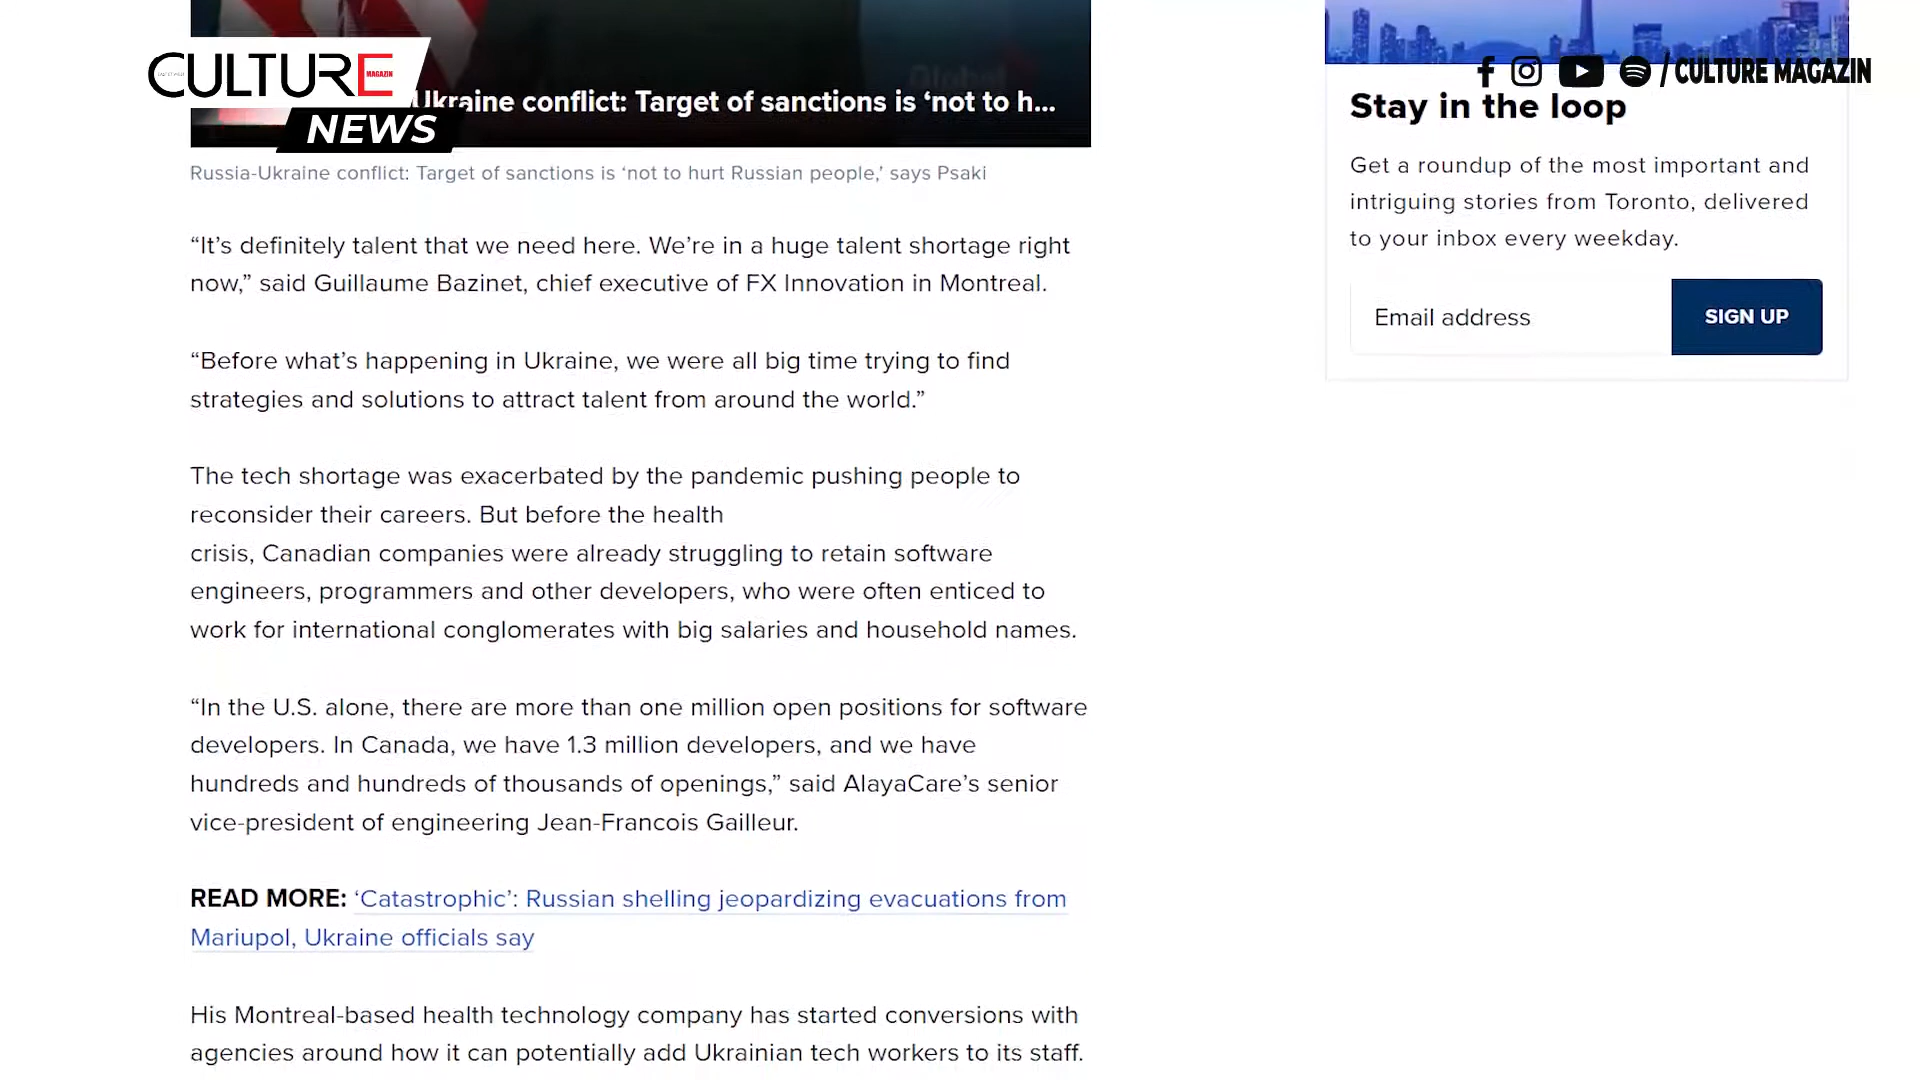 CULTURE
MAGAZIN
NEWS
Global
Ukraine conflict: Target of sanctions is ‘not to h...
Russia-Ukraine conflict: Target of sanctions is ‘not to hurt Russian people,’ says Psaki
“It’s definitely talent that we need here. We’re in a huge talent shortage right
now,” said Guillaume Bazinet, chief executive of FX Innovation in Montreal.
“Before what’s happening in Ukraine, we were all big time trying to find
strategies and solutions to attract talent from around the world.”
The tech shortage was exacerbated by the pandemic pushing people to
reconsider their careers. But before the health
crisis, Canadian companies were already struggling to retain software
engineers, programmers and other developers, who were often enticed to
work for international conglomerates with big salaries and household names.
“In the U.S. alone, there are more than one million open positions for software
developers. In Canada, we have 1.3 million developers, and we have
hundreds and hundreds of thousands of openings,” said AlayaCare’s senior
vice-president of engineering Jean-Francois Gailleur.
READ MORE: ‘Catastrophic’: Russian shelling jeopardizing evacuations from
Mariupol, Ukraine officials say
His Montreal-based health technology company has started conversions with
agencies around how it can potentially add Ukrainian tech workers to its staff.
/ CULTURE MAGAZIN
Stay in the loop
Get a roundup of the most important and
intriguing stories from Toronto, delivered
to your inbox every weekday.
Email address
SIGN UP